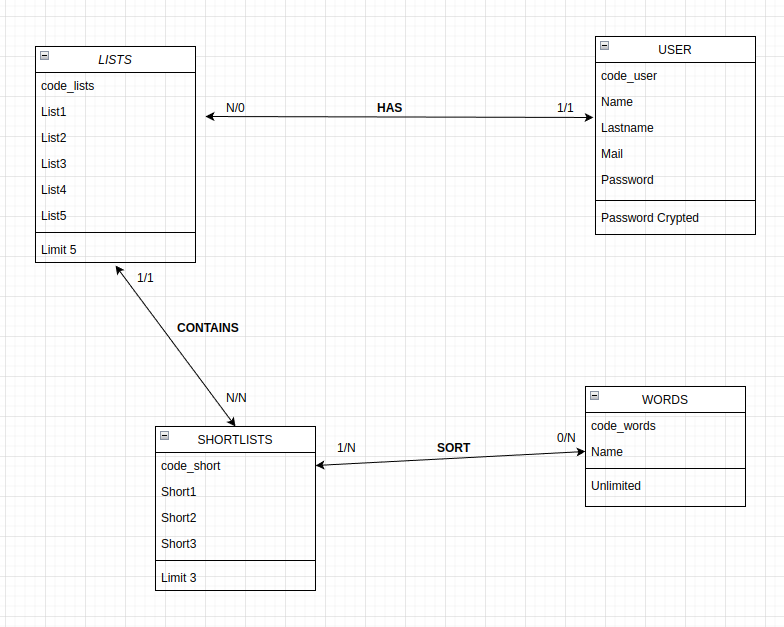 LISTS
code_lists
List1
List2
List3
List4
List5
Limit 5
N/0
HAS
1/1
USER
code_user
Name
Lastname
Mail
Password
Password Crypted
1/1
CONTAINS
N/N
SHORTLISTS
code_short
Short1
Short2
Short3
Limit 3
1/N
SORT
0/N
WORDS
code_words
Name
Unlimited